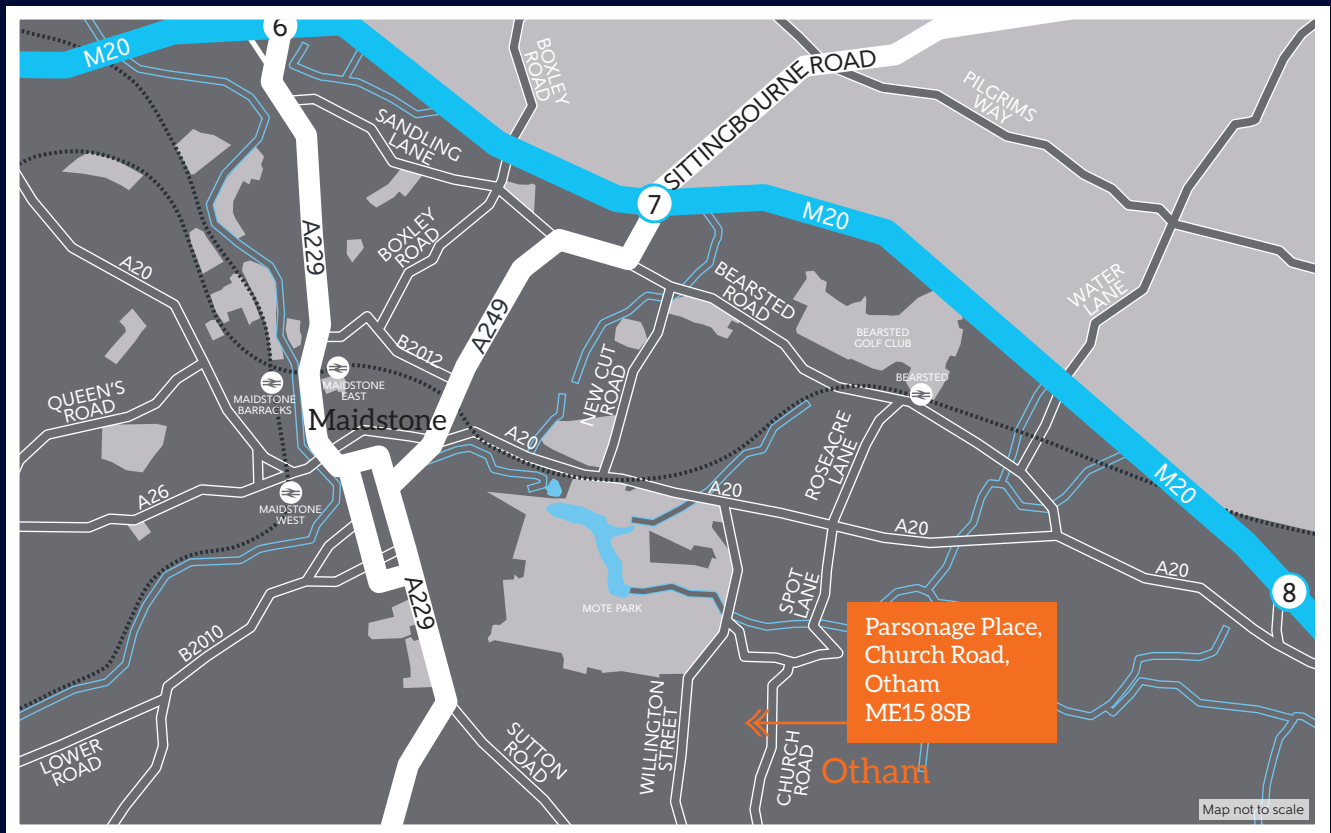 6
M20
BOXLEY
ROAD
SITTINGBOURNE ROAD
PILGRIMS
WAY
SANDLING
LANE
7
M20
A229
BOXLEY
ROAD
A20
BEARSTED
ROAD
WATER
LANE
A249
B2012
BEARSTED
GOLF CLUB
NEW CUT
ROAD
BEARSTED
QUEEN'S
ROAD
MAIDSTONE
BARRACKS
MAIDSTONE
EAST
Maidstone
A20
ROSEACRE
LANE
A26
MAIDSTONE
WEST
A20
A20
M20
A20
8
A229
MOTE PARK
SPOT
LANE
B2010
Parsonage Place,
Church Road,
Otham
ME15 8SB
LOWER
ROAD
SUTTON
ROAD
WILLINGTON
STREET
CHURCH
ROAD
Otham
Map not to scale